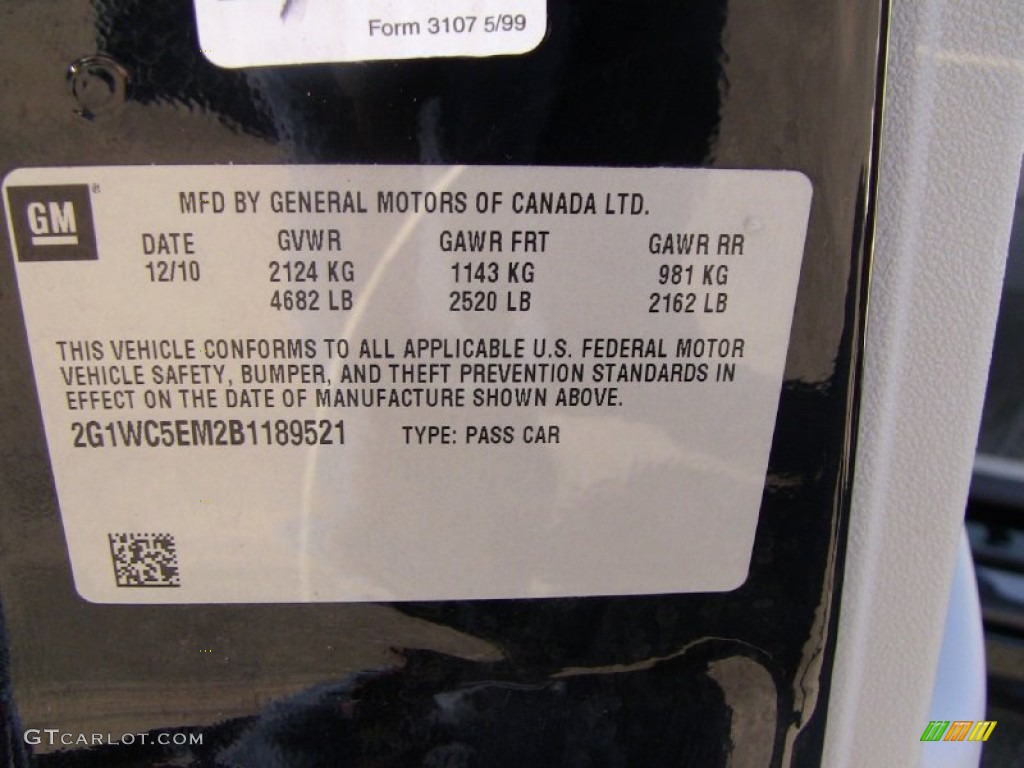 Form 3107 5/99
GM ®
MFD BY GENERAL MOTORS OF CANADA LTD.
DATE GVWR GAWR FRT GAWR RR
12/10 2124 KG 1143 KG 981 KG
4682 LB 2520 LB 2162 LB
THIS VEHICLE CONFORMS TO ALL APPLICABLE U.S. FEDERAL MOTOR
VEHICLE SAFETY, BUMPER, AND THEFT PREVENTION STANDARDS IN
EFFECT ON THE DATE OF MANUFACTURE SHOWN ABOVE.
2G1WC5EM2B1189521 TYPE: PASS CAR
GTCARLOT.COM